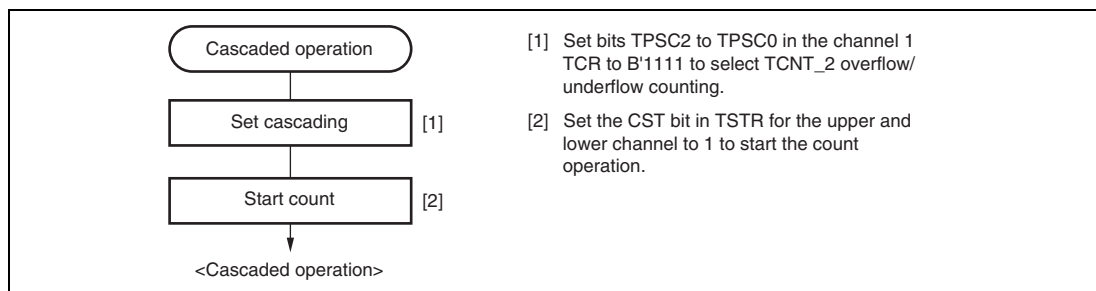 Cascaded operation
Set cascading [1]
Start count [2]
<Cascaded operation>
[1] Set bits TPSC2 to TPSC0 in the channel 1
TCR to B'1111 to select TCNT_2 overflow/
underflow counting.
[2] Set the CST bit in TSTR for the upper and
lower channel to 1 to start the count
operation.